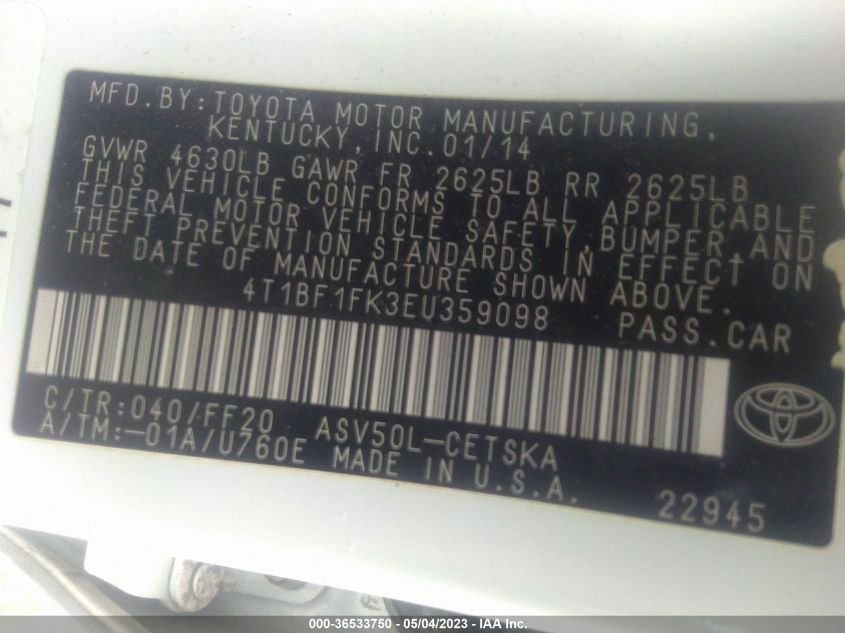 MFD.BY:TOYOTA MOTOR MANUFACTURING,
KENTUCKY,INC.01/14
GVWR 4630LB GAWR FR 2625LB RR 2625LB
THIS VEHICLE CONFORMS TO ALL APPLICABLE
FEDERAL MOTOR VEHICLE SAFETY,BUMPER,AND
THEFT PREVENTION STANDARDS IN EFFECT ON
THE DATE OF MANUFACTURE SHOWN ABOVE.
4T1BF1FK3EU359098 PASS.CAR
C/TR:040/FF20 ASV50L-CETSKA
A/TM:-01A/U760E MADE IN U.S.A.
22945
000-36533750 - 05/04/2023 - IAA Inc.